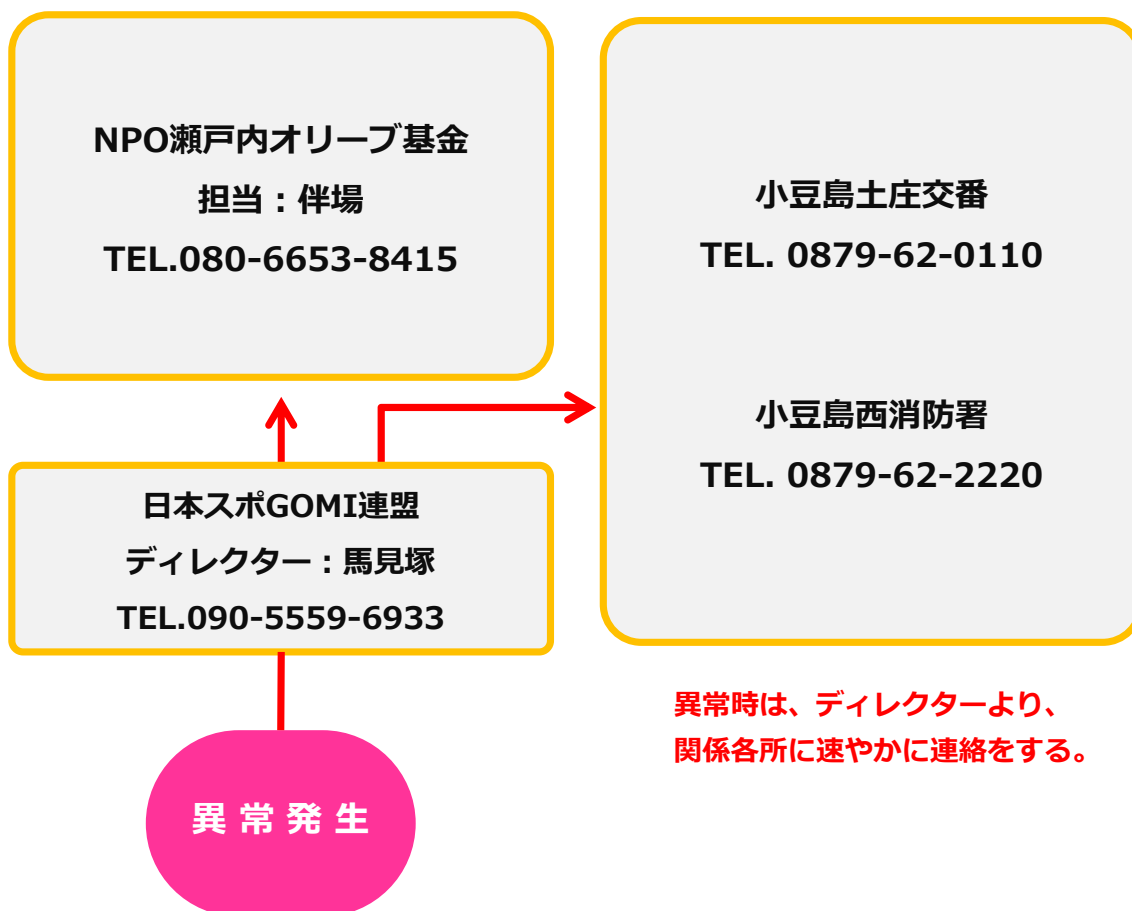 NPO瀬戸内オリーブ基金
担当：伴場
TEL.080-6653-8415
小豆島土庄交番
TEL. 0879-62-0110
小豆島西消防署
TEL. 0879-62-2220
日本スポGOMI連盟
ディレクター：馬見塚
TEL.090-5559-6933
異常時は、ディレクターより、
関係各所に速やかに連絡をする。
異 常 発 生